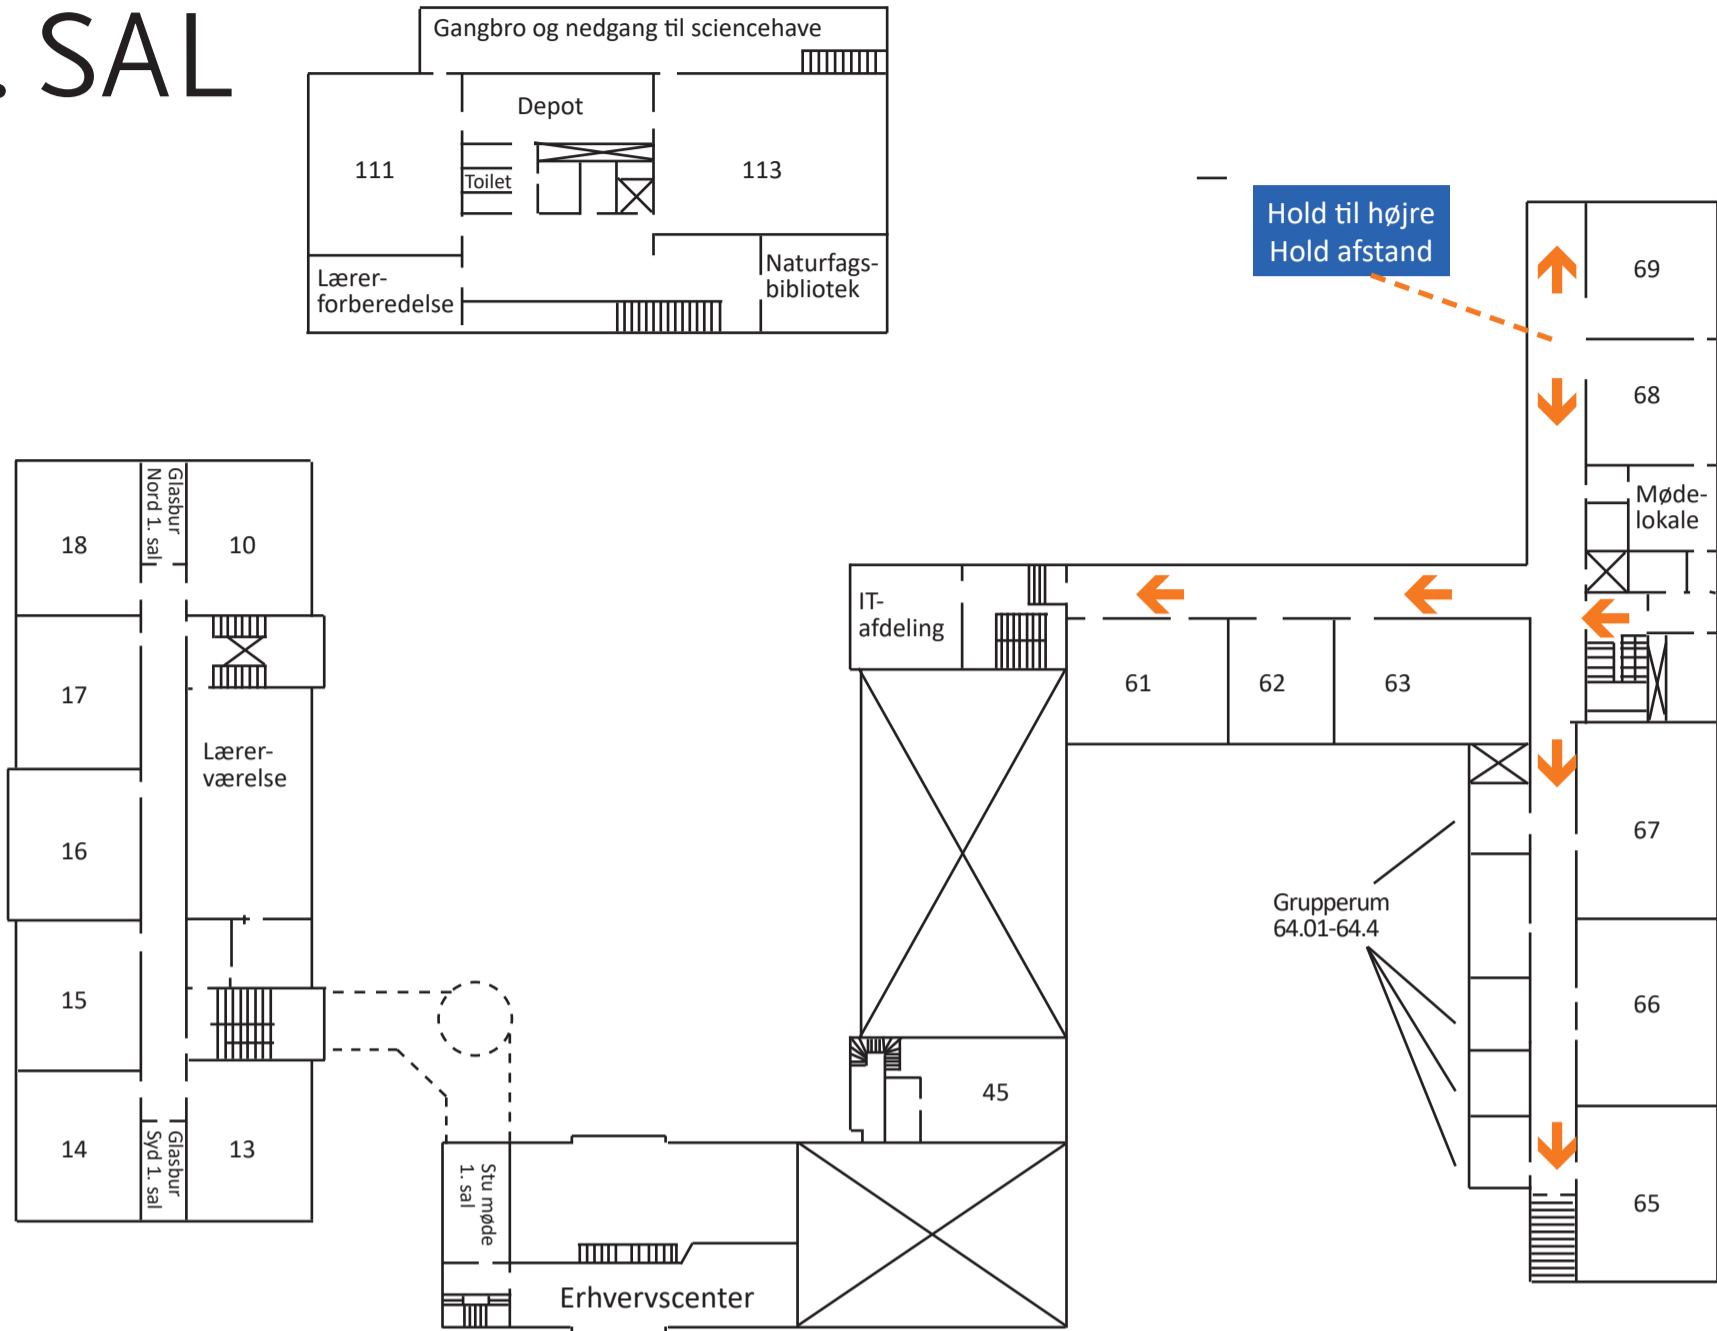 . SAL
Gangbro og nedgang til sciencehave
Depot
111
Toilet
113
Lærer-
forberedelse
Naturfags-
bibliotek
Hold til højre
Hold afstand
69
68
Møde-
lokale
Glasbur
Nord 1. sal
18
10
17
Lærer-
værelse
16
15
14
Glasbur
Syd 1. sal
13
IT-
afdeling
61
62
63
67
Grupperum
64.01-64.4
66
65
45
Stu møde
1. sal
Erhvervscenter